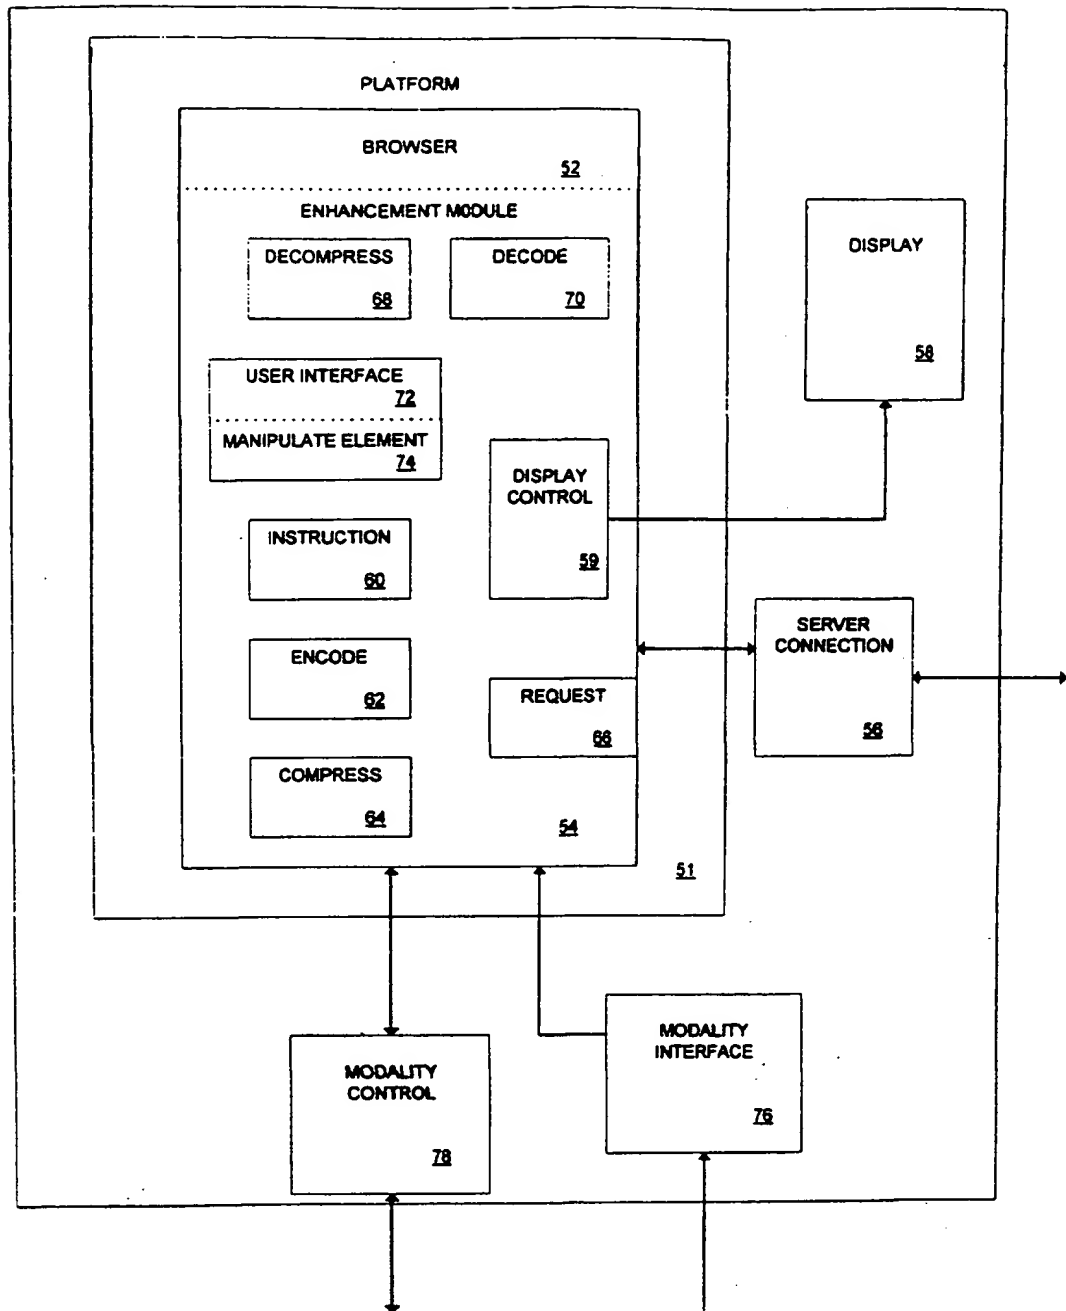 PLATFORM
BROWSER
52
ENHANCEMENT MODULE
DECOMPRESS
68
DECODE
70
USER INTERFACE
72
MANIPULATE ELEMENT
74
DISPLAY
CONTROL
59
INSTRUCTION
60
ENCODE
62
REQUEST
66
COMPRESS
64
54
51
DISPLAY
58
SERVER
CONNECTION
56
MODALITY
CONTROL
78
MODALITY
INTERFACE
76